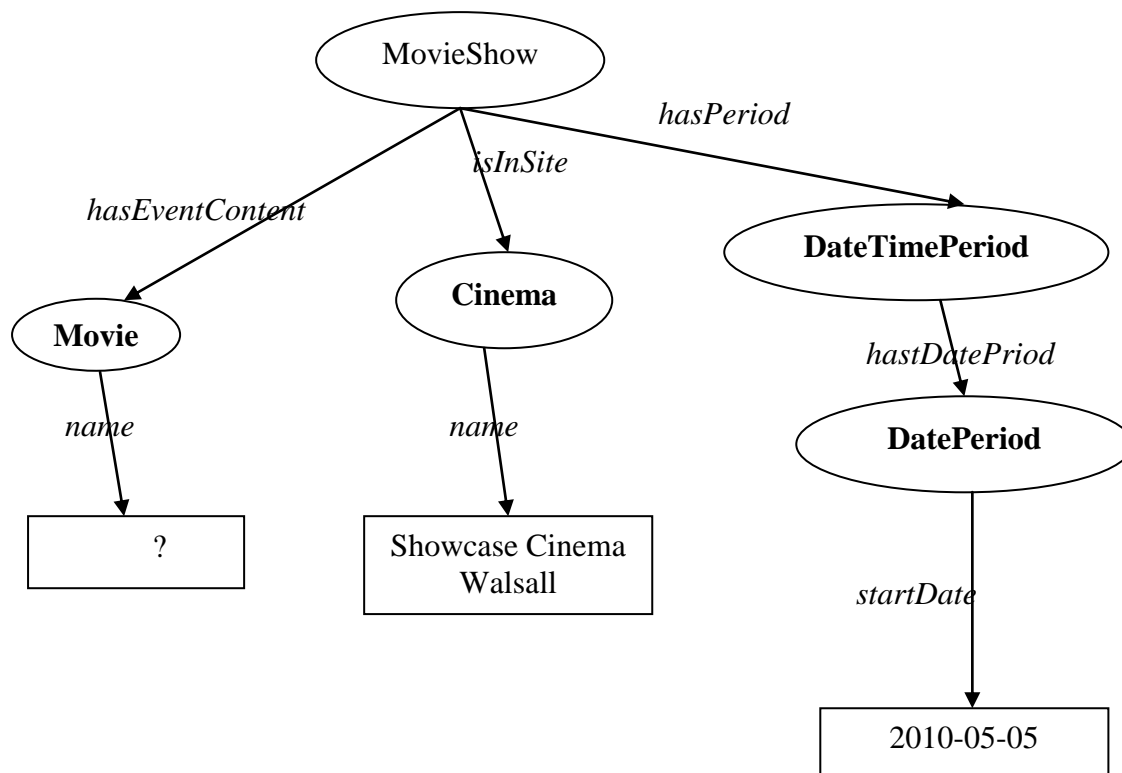 MovieShow
hasPeriod
isInSite
hasEventContent
DateTimePeriod
Cinema
Movie
hastDatePriod
name
name
DatePeriod
?
Showcase Cinema
Walsall
startDate
2010-05-05